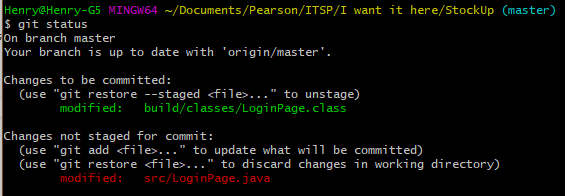 Henry@Henry-G5 MINGW64 ~/Documents/Pearson/ITSP/I want it here/StockUp (master)
$ git status
On branch master
Your branch is up to date with 'origin/master'.
Changes to be committed:
(use "git restore --staged <file>..." to unstage)
modified: build/classes/LoginPage.class
Changes not staged for commit:
(use "git add <file>..." to update what will be committed)
(use "git restore <file>..." to discard changes in working directory)
modified: src/LoginPage.java